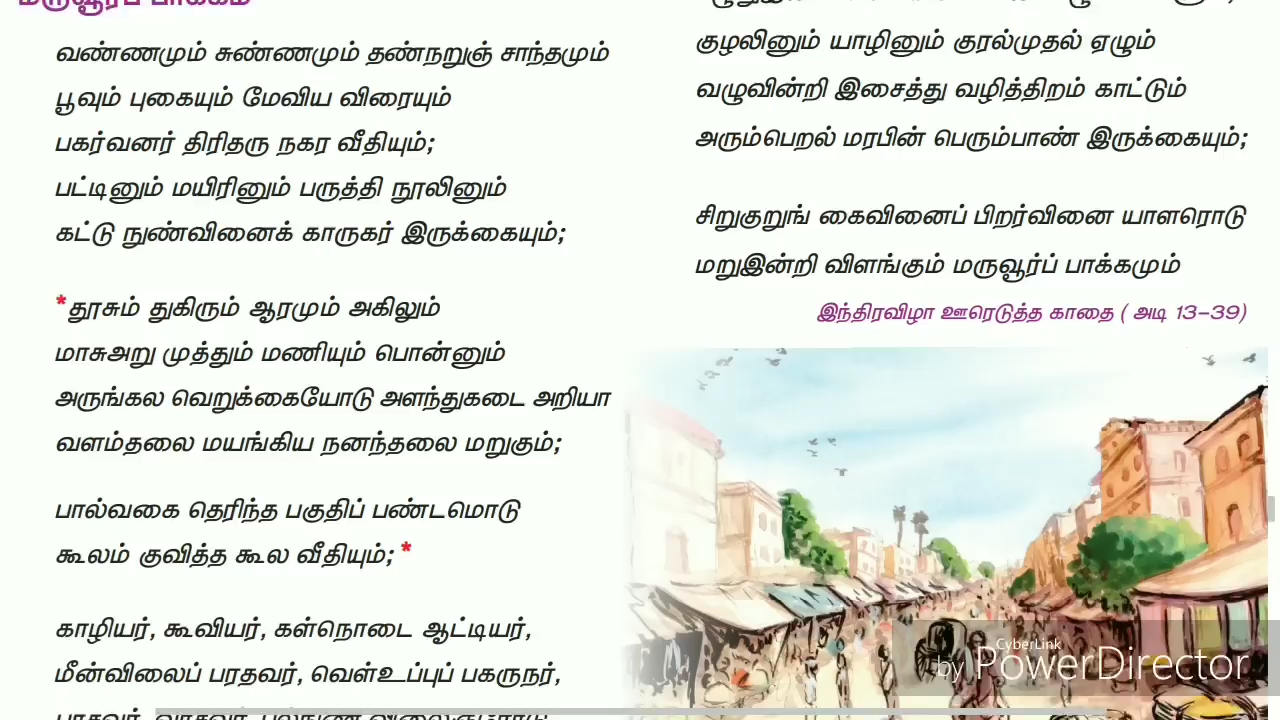 மருவூர்ப் பாக்கம்
வண்ணமும் சுண்ணமும் தண்நறுஞ் சாந்தமும்
பூவும் புகையும் மேவிய விரையும்
பகர்வனர் திரிதரு நகர வீதியும்;
பட்டினும் மயிரினும் பருத்தி நூலினும்
கட்டு நுண்வினைக் காருகர் இருக்கையும்;
*தூசும் துகிரும் ஆரமும் அகிலும்
மாசுஅறு முத்தும் மணியும் பொன்னும்
அருங்கல வெறுக்கையோடு அளந்துகடை அறியா
வளம்தலை மயங்கிய நனந்தலை மறுகும்;
பால்வகை தெரிந்த பகுதிப் பண்டமொடு
கூலம் குவித்த கூல வீதியும்; *
காழியர், கூவியர், கள்நொடை ஆட்டியர்,
மீன்விலைப் பரதவர், வெள்உப்புப் பகருநர்,
குழலினும் யாழினும் குரல்முதல் ஏழும்
வழுவின்றி இசைத்து வழித்திறம் காட்டும்
அரும்பெறல் மரபின் பெரும்பாண் இருக்கையும்;
சிறுகுறுங் கைவினைப் பிறர்வினை யாளரொடு
மறுஇன்றி விளங்கும் மருவூர்ப் பாக்கமும்
இந்திரவிழா ஊரெடுத்த காதை ( அடி 13-39)
CyberLink
by PowerDirector